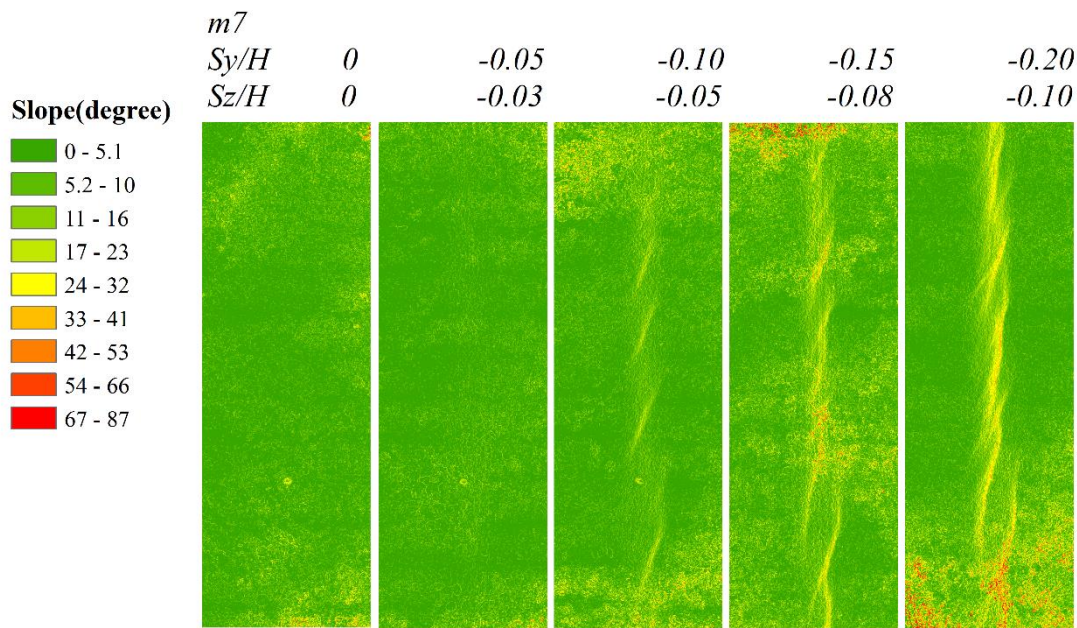 m7
Sy/H 0 -0.05 -0.10 -0.15 -0.20
Sz/H 0 -0.03 -0.05 -0.08 -0.10
Slope(degree)
0 - 5.1
5.2 - 10
11 - 16
17 - 23
24 - 32
33 - 41
42 - 53
54 - 66
67 - 87